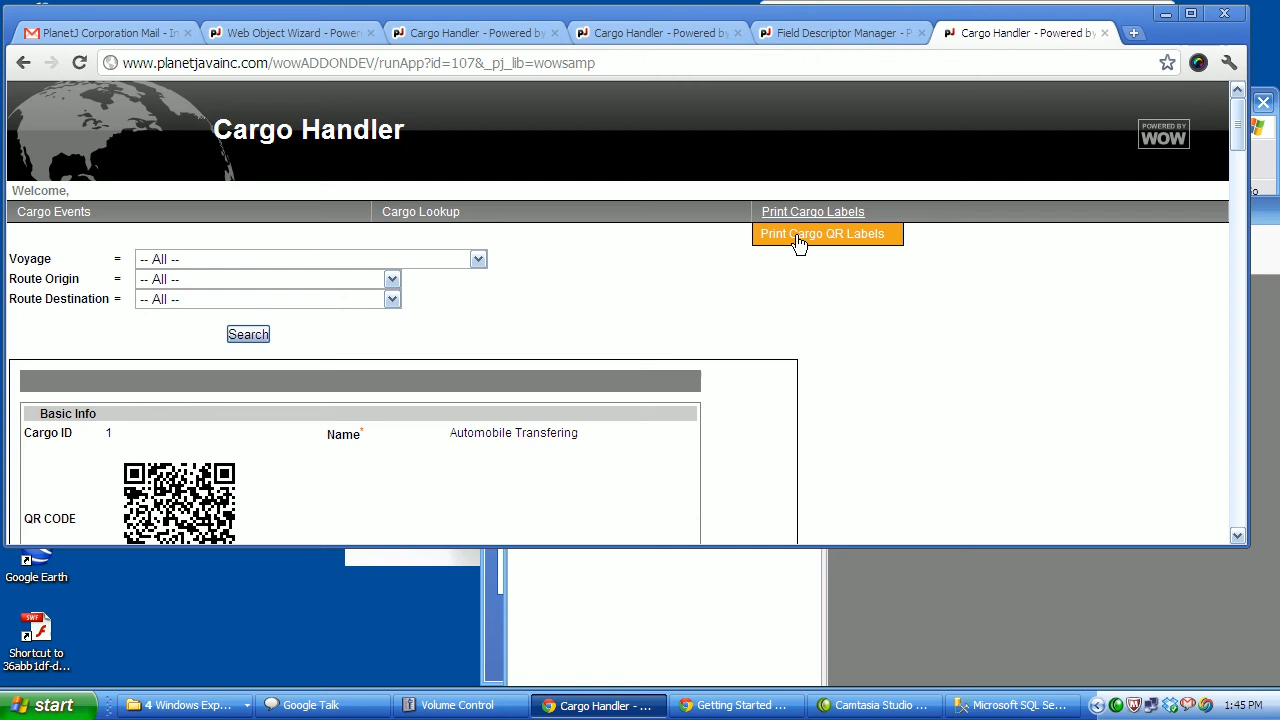 PlanetJ Corporation Mail - In
Web Object Wizard - Power
Cargo Handler - Powered by
Cargo Handler - Powered by
Field Descriptor Manager - P
Cargo Handler - Powered by
www.planetjavainc.com/wowADDONDEV/runApp?id=107&_pj_lib=wowsamp
Cargo Handler
POWERED BY
WOW
Welcome,
Cargo Events
Cargo Lookup
Print Cargo Labels
Print Cargo QR Labels
Voyage = -- All --
Route Origin = -- All --
Route Destination = -- All --
Search
Basic Info
Cargo ID 1 Name* Automobile Transfering
QR CODE
Google Earth
SWF
Shortcut to
36abb1df-d...
start
4 Windows Exp...
Google Talk
Volume Control
Cargo Handler - ...
Getting Started ...
Camtasia Studio ...
Microsoft SQL Se...
1:45 PM